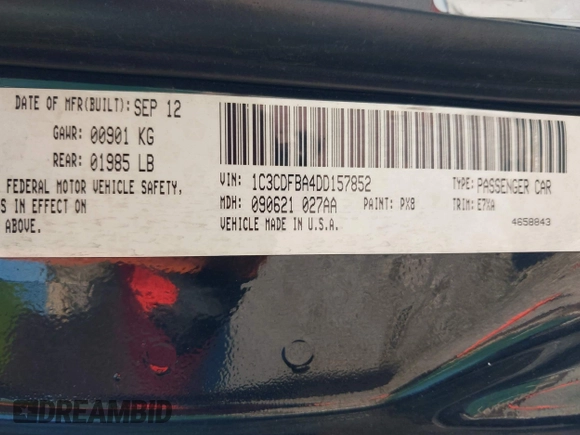 DATE OF MFR(BUILT): SEP 12
GAWR: 00901 KG
REAR: 01985 LB
FEDERAL MOTOR VEHICLE SAFETY,
S IN EFFECT ON
ABOVE.
VIN: 1C3CDFBA4DD157852 TYPE: PASSENGER CAR
MDH: 090621 027AA PAINT: PX8 TRIM: E7XA
VEHICLE MADE IN U.S.A. 4658843
DREAMBID